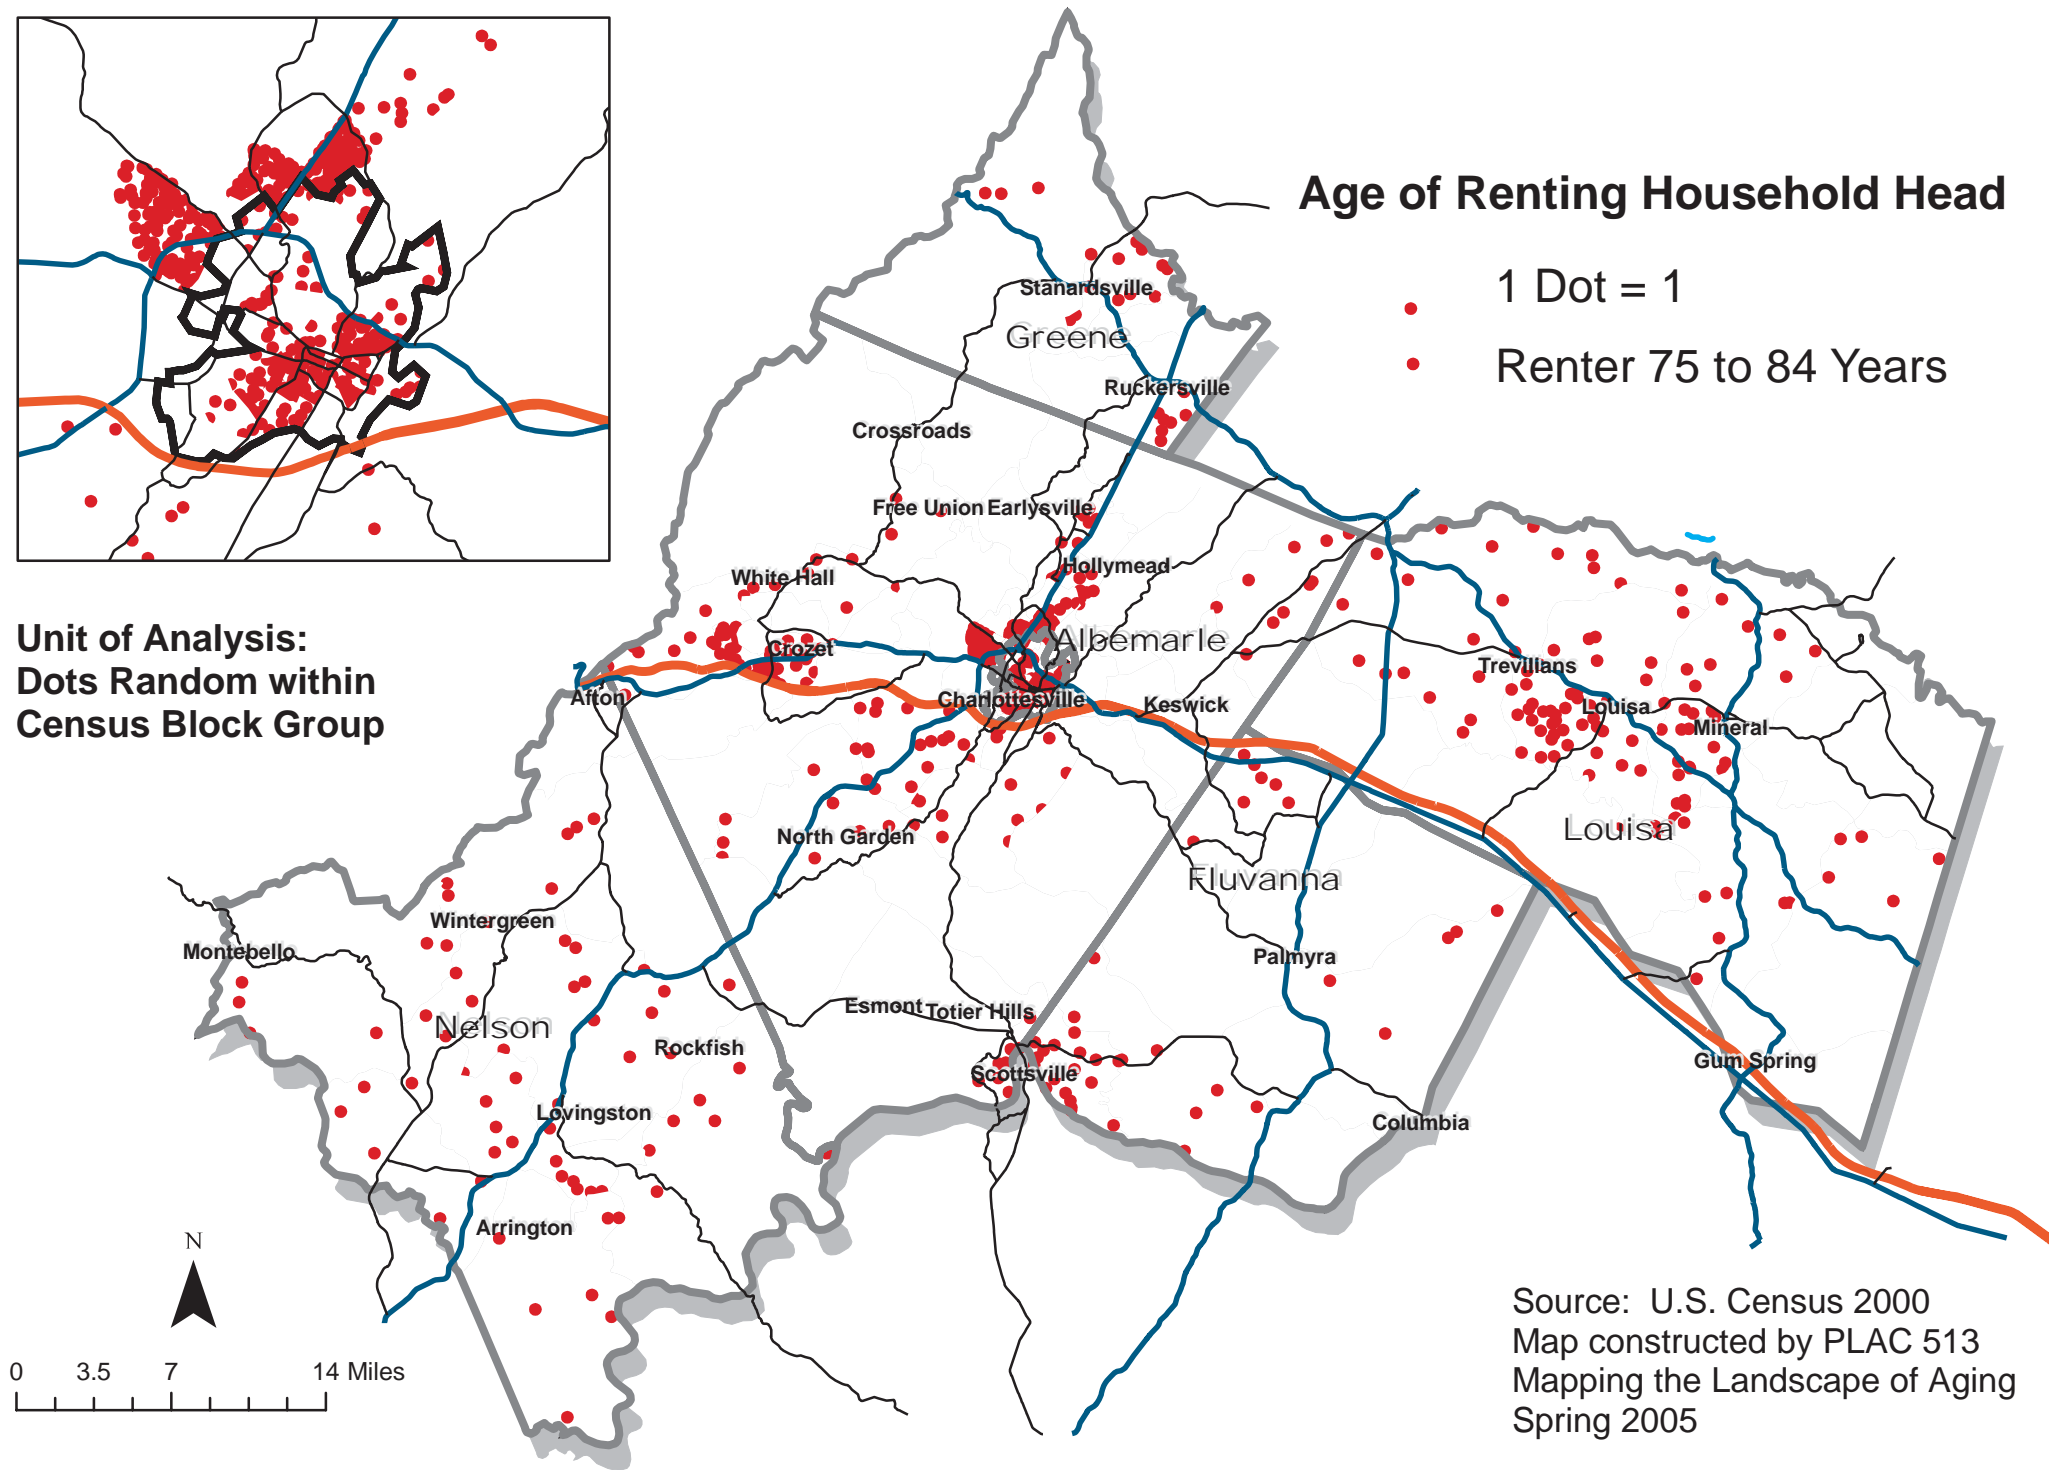 Age of Renting Household Head
1 Dot = 1
Renter 75 to 84 Years
Stanardsville
Greene
Ruckersville
Crossroads
Free Union
Earlysville
White Hall
Hollymead
Unit of Analysis:
Dots Random within
Census Block Group
Albemarle
Crozet
Trevilians
Afton
Charlottesville
Keswick
Louisa
Mineral
North Garden
Louisa
Fluvanna
Wintergreen
Montebello
Palmyra
Esmont
Totier Hills
Nelson
Rockfish
Scottsville
Gum Spring
Lovingston
Columbia
Arrington
N
0 3.5 7 14 Miles
Source: U.S. Census 2000
Map constructed by PLAC 513
Mapping the Landscape of Aging
Spring 2005